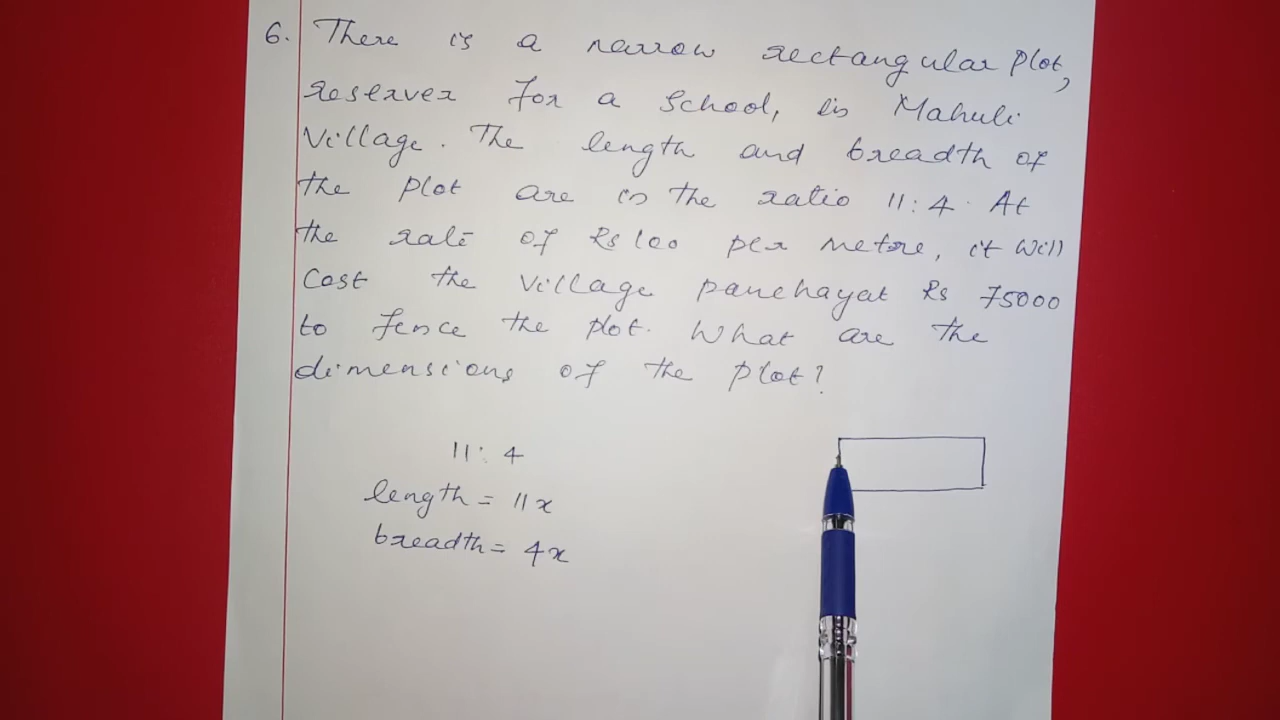 6. There is a narrow rectangular plot,
reserver for a school, in Mahuli
Village. The length and breadth of
the plot are in the ratio 11:4. At
the rate of Rs 100 per metre, it will
Cost the village panchayat Rs 75000
to fence the plot. What are the
dimensions of the plot?
11:4
length = 11x
breadth = 4x